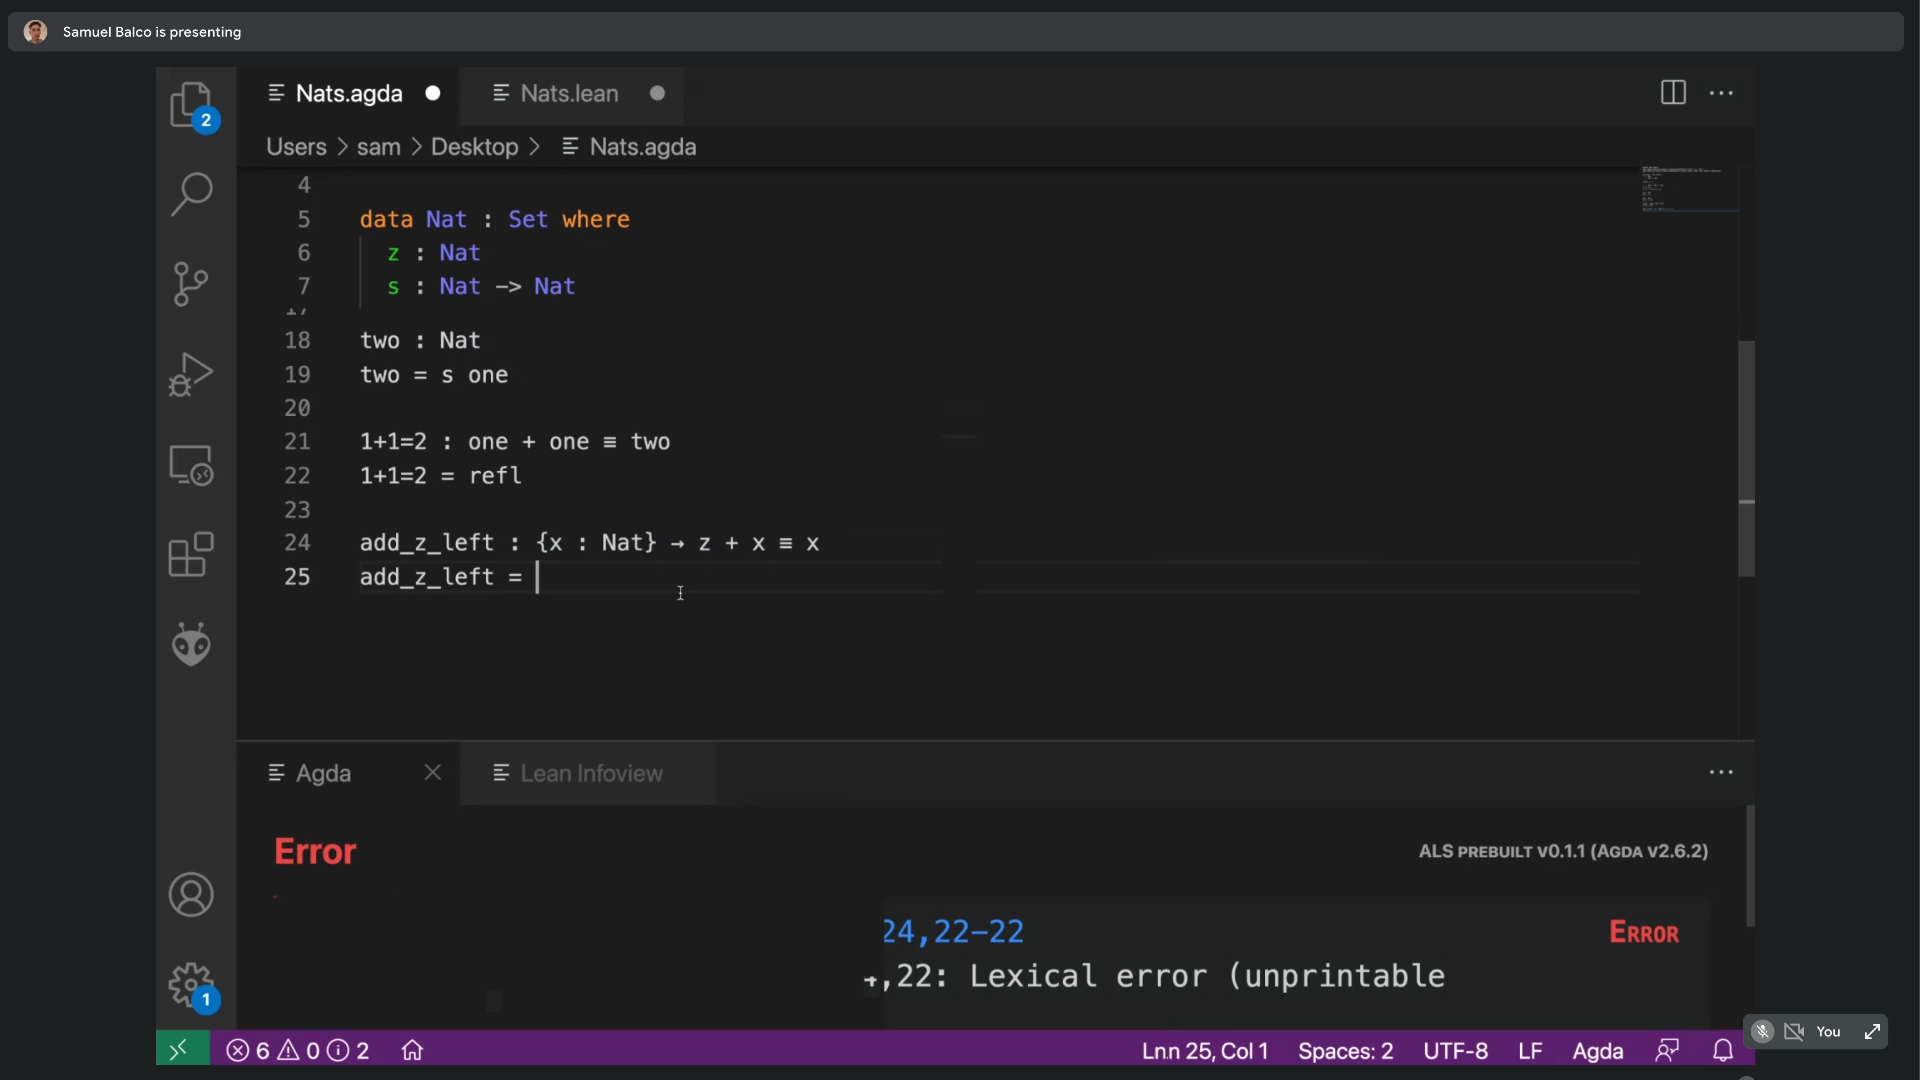 Samuel Balco is presenting
Nats.agda
Nats.lean
2
Users > sam > Desktop > Nats.agda
4
5 data Nat : Set where
6 z : Nat
7 s : Nat -> Nat
18 two : Nat
19 two = s one
20
21 1+1=2 : one + one ≡ two
22 1+1=2 = refl
23
24 add_z_left : {x : Nat} → z + x ≡ x
25 add_z_left =
Agda
Lean Infoview
Error
ALS PREBUILT V0.1.1 (AGDA V2.6.2)
24,22-22
ERROR
,22: Lexical error (unprintable
1
6 0 2
Lnn 25, Col 1 Spaces: 2 UTF-8 LF Agda
You